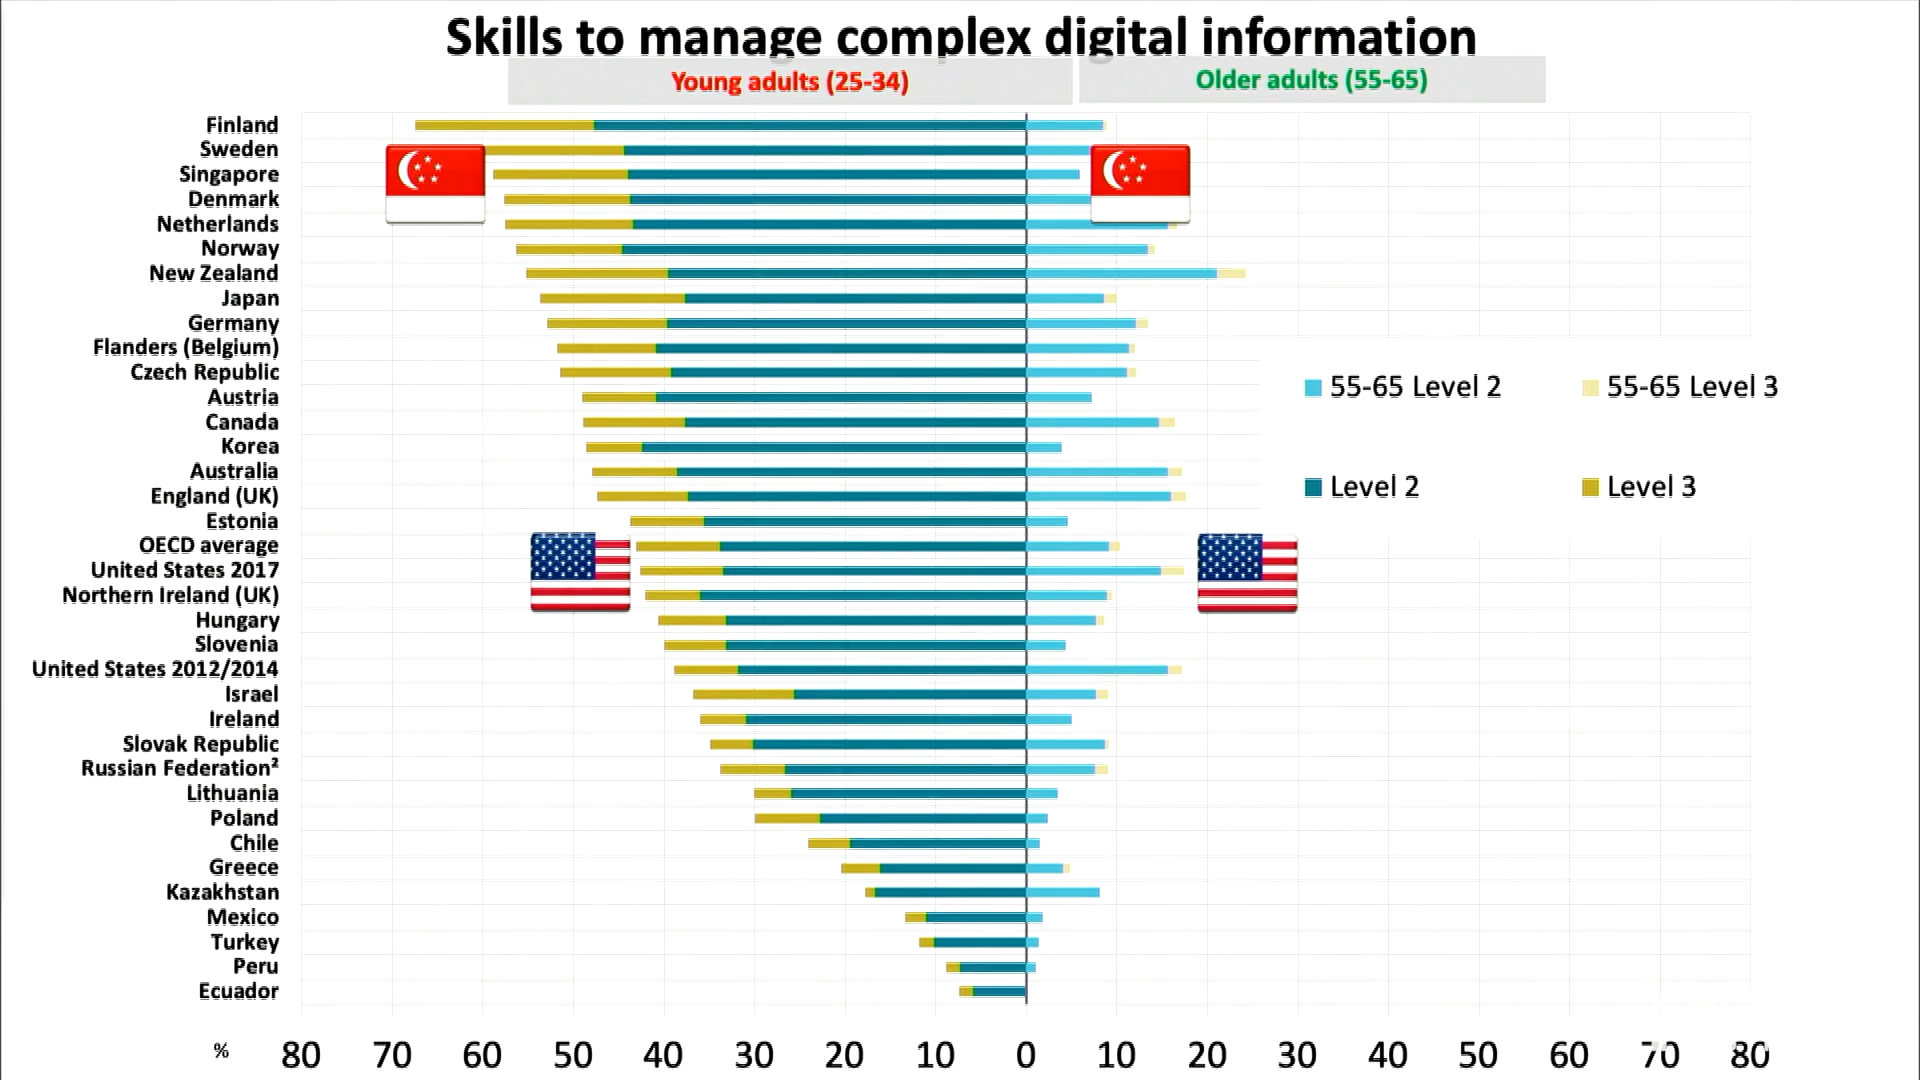 Skills to manage complex digital information
Young adults (25-34)
Older adults (55-65)
Finland
Sweden
Singapore
Denmark
Netherlands
Norway
New Zealand
Japan
Germany
Flanders (Belgium)
Czech Republic
Austria
Canada
Korea
Australia
England (UK)
Estonia
OECD average
United States 2017
Northern Ireland (UK)
Hungary
Slovenia
United States 2012/2014
Israel
Ireland
Slovak Republic
Russian Federation²
Lithuania
Poland
Chile
Greece
Kazakhstan
Mexico
Turkey
Peru
Ecuador
55-65 Level 2
55-65 Level 3
Level 2
Level 3
% 80 70 60 50 40 30 20 10 0 10 20 30 40 50 60 70 80